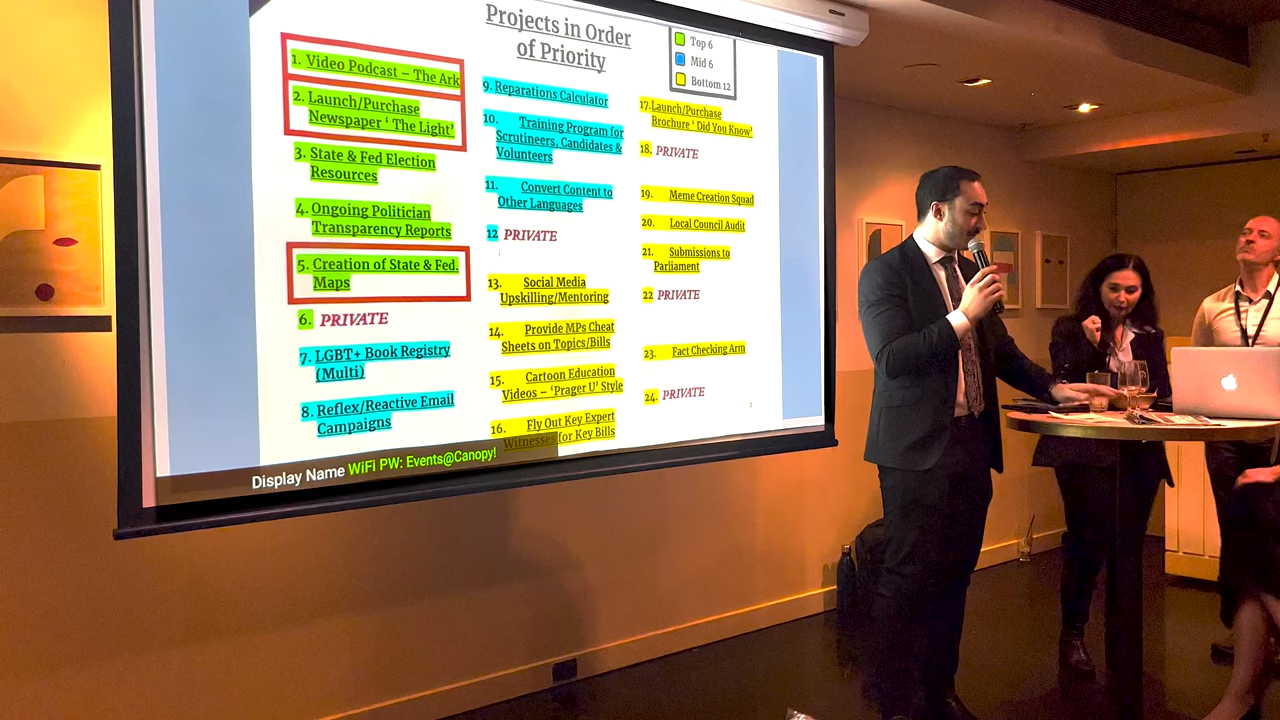 Projects in Order
of Priority
Top 6
Mid 6
Bottom 12
1. Video Podcast – The Ark
2. Launch/Purchase
Newspaper ‘ The Light’
3. State & Fed Election
Resources
4. Ongoing Politician
Transparency Reports
5. Creation of State & Fed.
Maps
6. PRIVATE
7. LGBT+ Book Registry
(Multi)
8. Reflex/Reactive Email
Campaigns
9. Reparations Calculator
10. Training Program for
Scrutineers, Candidates &
Volunteers
11. Convert Content to
Other Languages
12 PRIVATE
13. Social Media
Upskilling/Mentoring
14. Provide MPs Cheat
Sheets on Topics/Bills
15. Cartoon Education
Videos – ‘Prager U’ Style
16. Fly Out Key Expert
Witnesses for Key Bills
17. Launch/Purchase
Brochure ‘ Did You Know’
18. PRIVATE
19. Meme Creation Squad
20. Local Council Audit
21. Submissions to
Parliament
22 PRIVATE
23. Fact Checking Arm
24. PRIVATE
Display Name WiFi PW: Events@Canopy!